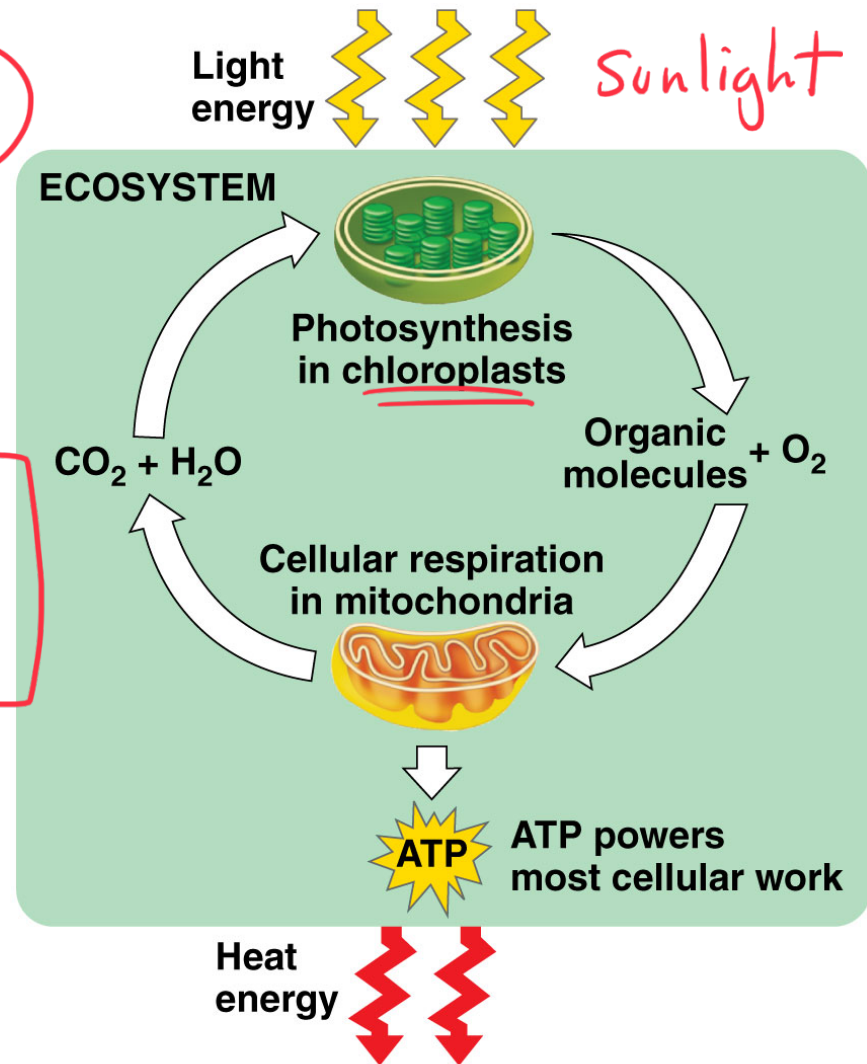 Light
energy
sunlight
ECOSYSTEM
Photosynthesis
in chloroplasts
CO₂ + H₂O
Organic
molecules + O₂
Cellular respiration
in mitochondria
ATP
ATP powers
most cellular work
Heat
energy